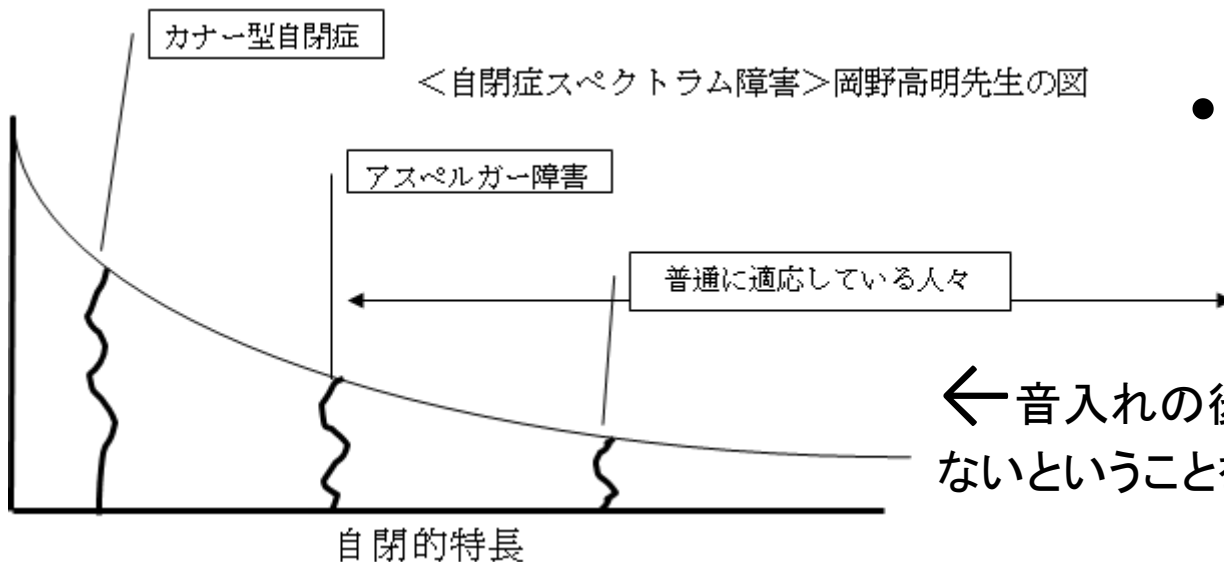 カナー型自閉症
＜自閉症スペクトラム障害＞岡野高明先生の図
アスペルガー障害
普通に適応している人々
←音入れの
ないということ
自閉的特長